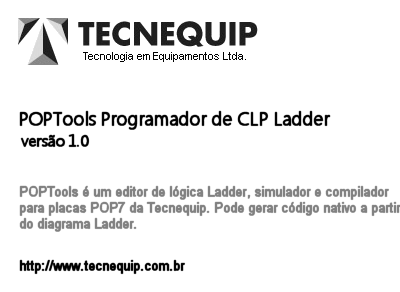 TECNEQUIP
Tecnologia em Equipamentos Ltda.
POPTools Programador de CLP Ladder
versão 1.0
POPTools é um editor de lógica Ladder, simulador e compilador
para placas POP7 da Tecnequip. Pode gerar código nativo a partir
do diagrama Ladder.
http://www.tecnequip.com.br